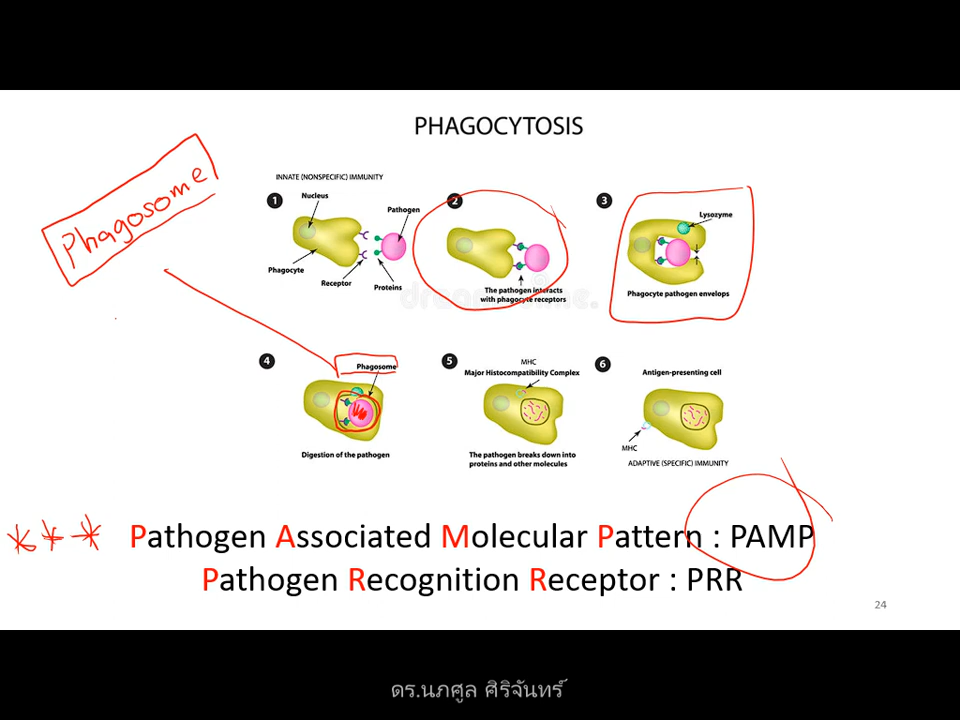 PHAGOCYTOSIS
Phagosome
INNATE (NONSPECIFIC) IMMUNITY
1
Nucleus
Pathogen
Phagocyte
Receptor
Proteins
2
The pathogen interacts
with phagocyte receptors
3
Lysozyme
Phagocyte pathogen envelops
4
Phagosome
Digestion of the pathogen
5
MHC
Major Histocompatibility Complex
The pathogen breaks down into
proteins and other molecules
6
Antigen-presenting cell
MHC
ADAPTIVE (SPECIFIC) IMMUNITY
*** Pathogen Associated Molecular Pattern : PAMP
Pathogen Recognition Receptor : PRR
24
ดร.นภศูล ศิริจันทร์